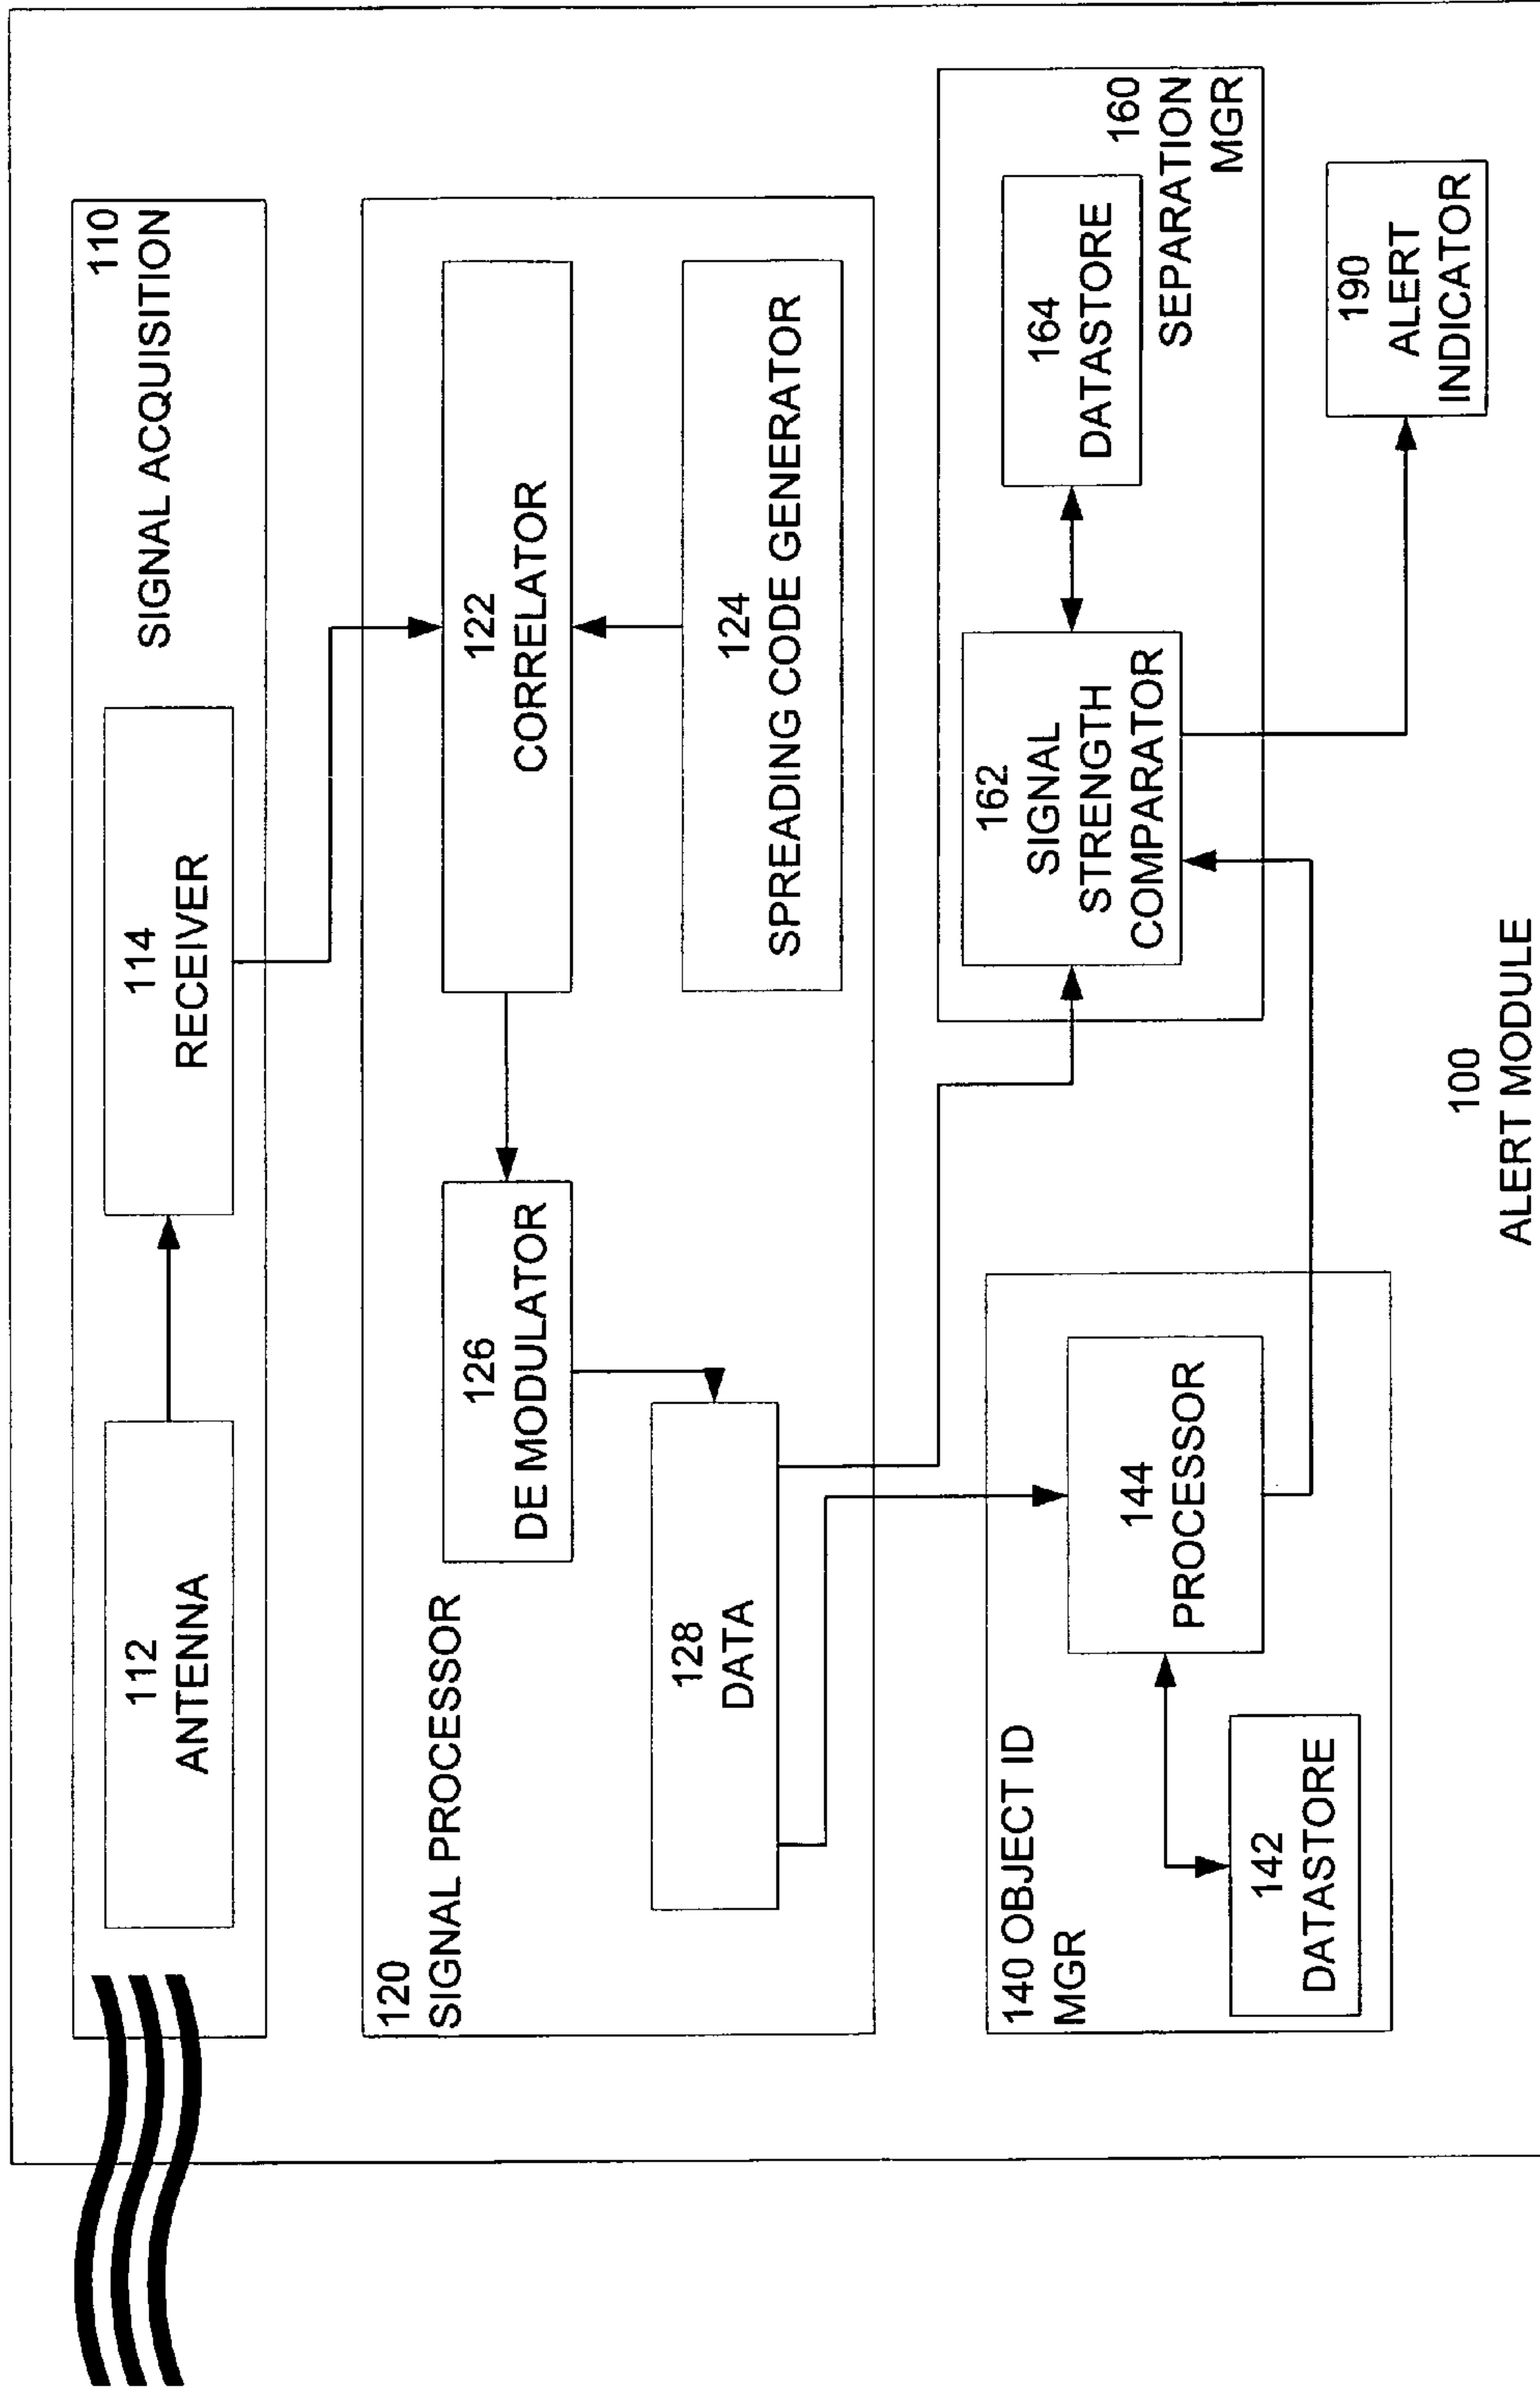 110
SIGNAL ACQUISITION
112
ANTENNA
114
RECEIVER
120
SIGNAL PROCESSOR
126
DE MODULATOR
122
CORRELATOR
128
DATA
124
SPREADING CODE GENERATOR
140 OBJECT ID
MGR
142
DATASTORE
144
PROCESSOR
162
SIGNAL
STRENGTH
COMPARATOR
164
DATASTORE
160
SEPARATION
MGR
190
ALERT
INDICATOR
100
ALERT MODULE